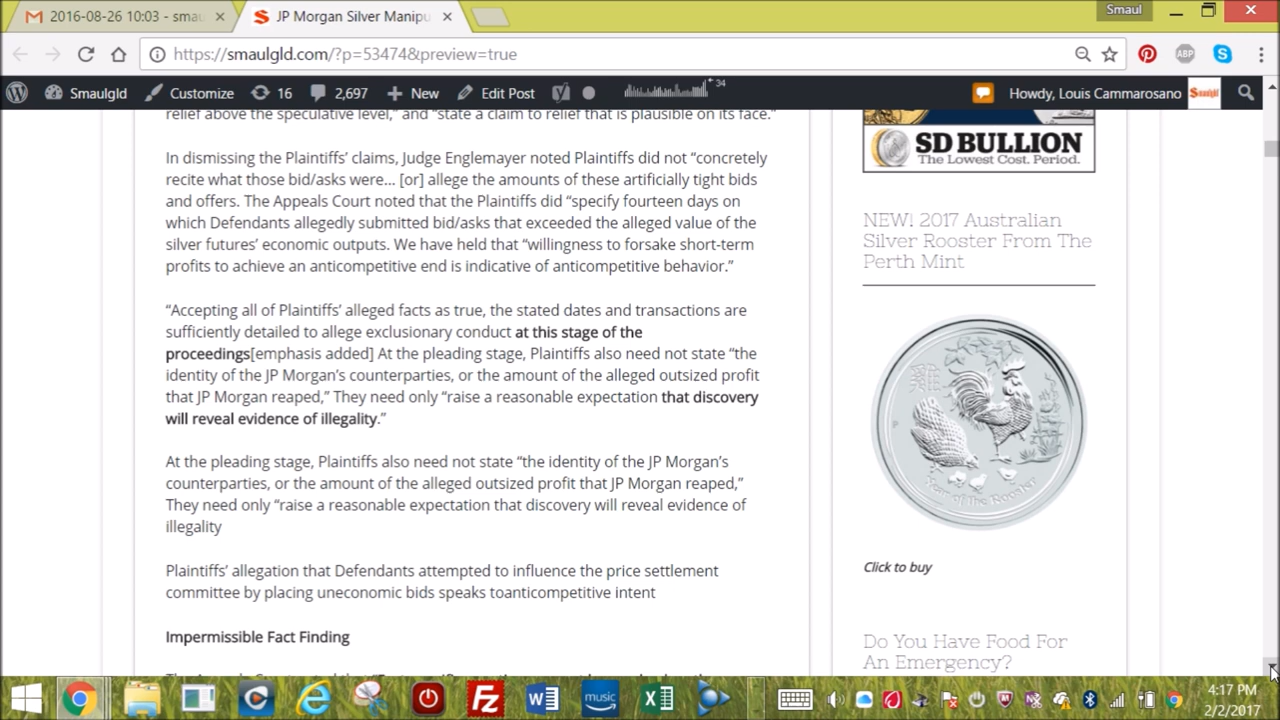 2016-08-26 10:03 - smau
JP Morgan Silver Manipu
Smaul
https://smaulgld.com/?p=53474&preview=true
ABP
Smaulgld
Customize
16
2,697
New
Edit Post
34
Howdy, Louis Cammarosano
Smaulgld
relief above the speculative level,” and “state a claim to relief that is plausible on its face.”
In dismissing the Plaintiffs’ claims, Judge Englemayer noted Plaintiffs did not “concretely
recite what those bid/asks were... [or] allege the amounts of these artificially tight bids
and offers. The Appeals Court noted that the Plaintiffs did “specify fourteen days on
which Defendants allegedly submitted bid/asks that exceeded the alleged value of the
silver futures’ economic outputs. We have held that “willingness to forsake short-term
profits to achieve an anticompetitive end is indicative of anticompetitive behavior.”
“Accepting all of Plaintiffs’ alleged facts as true, the stated dates and transactions are
sufficiently detailed to allege exclusionary conduct at this stage of the
proceedings[emphasis added] At the pleading stage, Plaintiffs also need not state “the
identity of the JP Morgan’s counterparties, or the amount of the alleged outsized profit
that JP Morgan reaped,” They need only “raise a reasonable expectation that discovery
will reveal evidence of illegality.”
At the pleading stage, Plaintiffs also need not state “the identity of the JP Morgan’s
counterparties, or the amount of the alleged outsized profit that JP Morgan reaped,”
They need only “raise a reasonable expectation that discovery will reveal evidence of
illegality
Plaintiffs’ allegation that Defendants attempted to influence the price settlement
committee by placing uneconomic bids speaks toanticompetitive intent
Impermissible Fact Finding
SD BULLION
The Lowest Cost. Period.
NEW! 2017 Australian
Silver Rooster From The
Perth Mint
P
Year of the Rooster
Click to buy
Do You Have Food For
An Emergency?
music
4:17 PM
2/2/2017